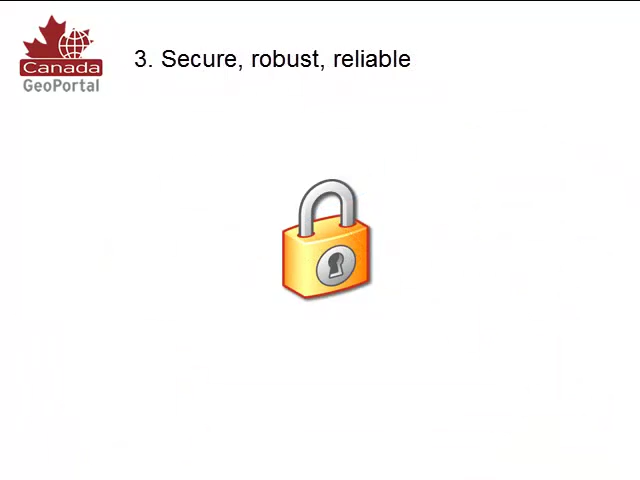 3. Secure, robust, reliable
Canada
GeoPortal